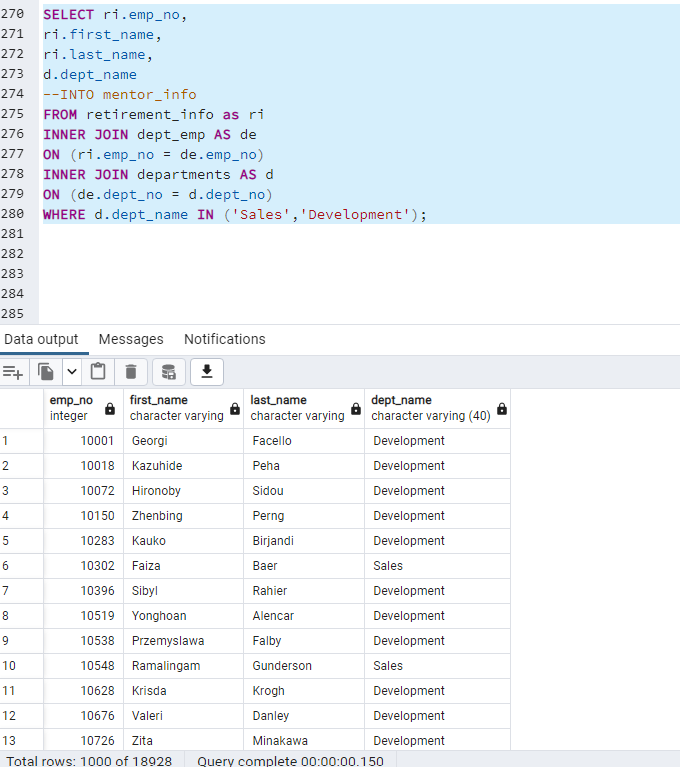 270 SELECT ri.emp_no,
271 ri.first_name,
272 ri.last_name,
273 d.dept_name
274 --INTO mentor_info
275 FROM retirement_info as ri
276 INNER JOIN dept_emp AS de
277 ON (ri.emp_no = de.emp_no)
278 INNER JOIN departments AS d
279 ON (de.dept_no = d.dept_no)
280 WHERE d.dept_name IN ('Sales','Development');
281
282
283
284
285
Data output Messages Notifications
emp_no first_name last_name dept_name
integer character varying character varying character varying (40)
1 10001 Georgi Facello Development
2 10018 Kazuhide Peha Development
3 10072 Hironoby Sidou Development
4 10150 Zhenbing Perng Development
5 10283 Kauko Birjandi Development
6 10302 Faiza Baer Sales
7 10396 Sibyl Rahier Development
8 10519 Yonghoan Alencar Development
9 10538 Przemyslawa Falby Development
10 10548 Ramalingam Gunderson Sales
11 10628 Krisda Krogh Development
12 10676 Valeri Danley Development
13 10726 Zita Minakawa Development
Total rows: 1000 of 18928 Query complete 00:00:00.150